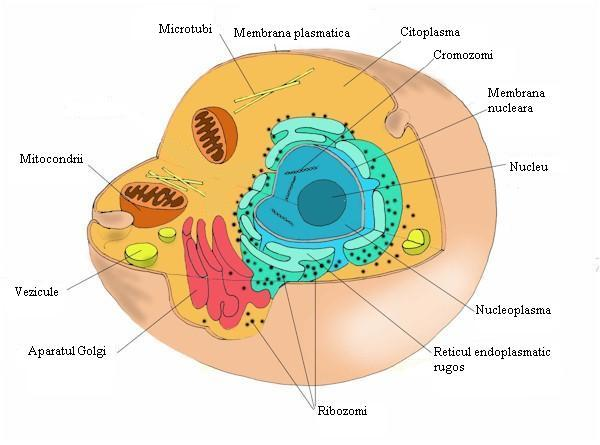 Microtubi
Membrana plasmatica
Citoplasma
Cromozomi
Membrana
nucleara
Mitocondrii
Nucleu
Vezicule
Nucleoplasma
Aparatul Golgi
Reticul endoplasmatic
rugos
Ribozomi